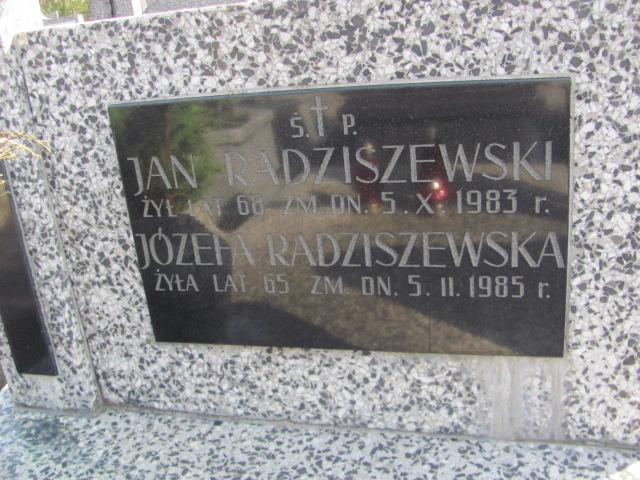 Ś. P.
JAN RADZISZEWSKI
ŻYŁ LAT 68 ZM. DN. 5. X 1983 r.
JÓZEFA RADZISZEWSKA
ŻYŁA LAT. 65 ZM. DN. 5. II. 1985 r.